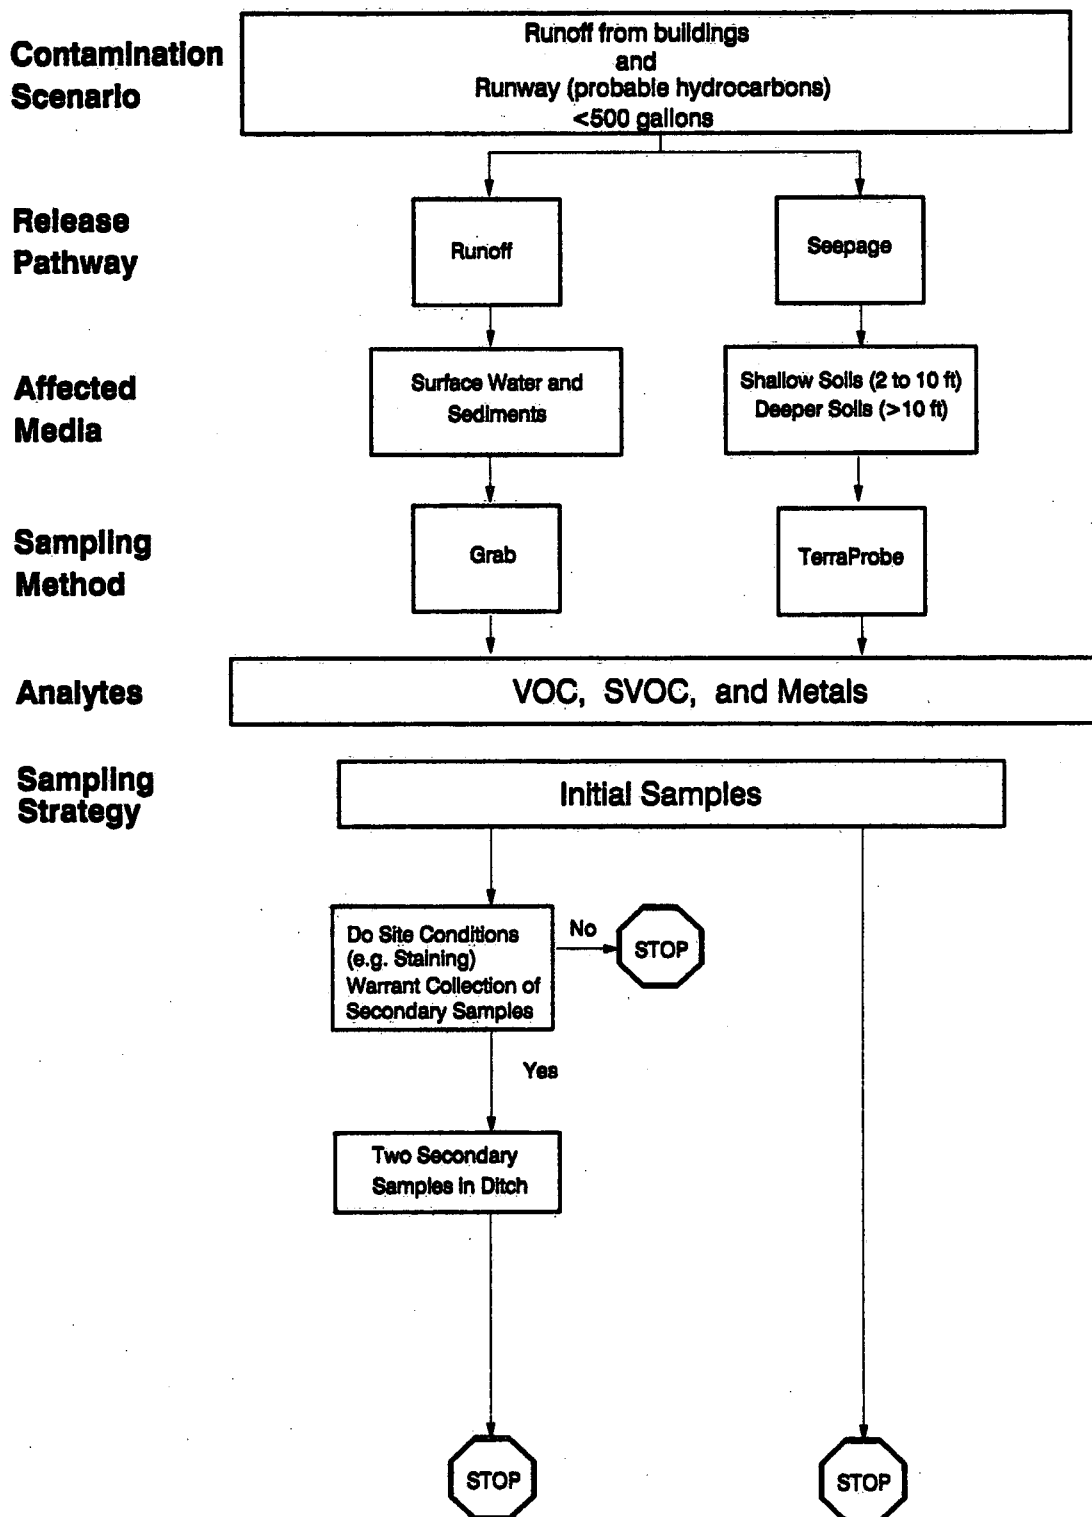 Contamination
Scenario
Runoff from buildings
and
Runway (probable hydrocarbons)
<500 gallons
Release
Pathway
Runoff
Seepage
Affected
Media
Surface Water and
Sediments
Shallow Soils (2 to 10 ft)
Deeper Soils (>10 ft)
Sampling
Method
Grab
TerraProbe
Analytes
VOC, SVOC, and Metals
Sampling
Strategy
Initial Samples
Do Site Conditions
(e.g. Staining)
Warrant Collection of
Secondary Samples
No
STOP
Yes
Two Secondary
Samples in Ditch
STOP
STOP